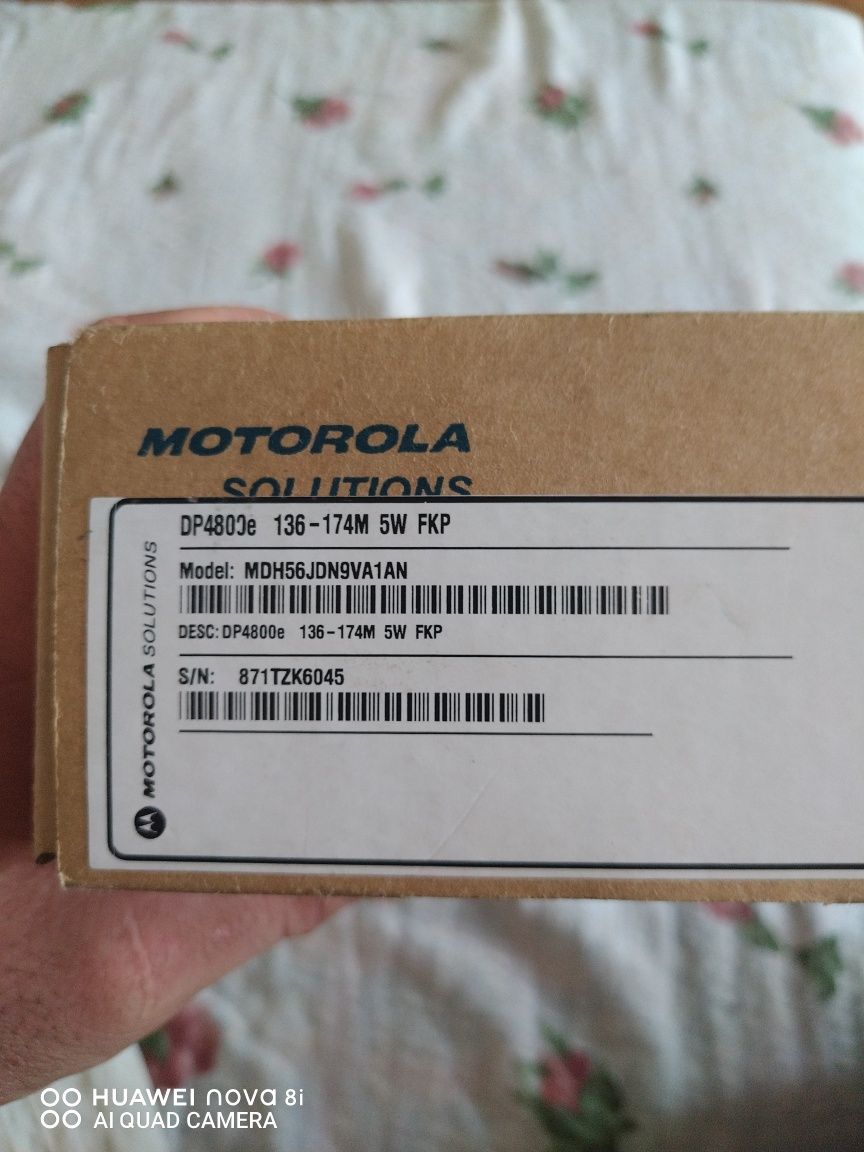 MOTOROLA
SOLUTIONS
DP4800e 136-174M 5W FKP
Model: MDH56JDN9VA1AN
DESC: DP4800e 136-174M 5W FKP
S/N: 871TZK6045
MOTOROLA SOLUTIONS
HUAWEI nova 8i
AI QUAD CAMERA